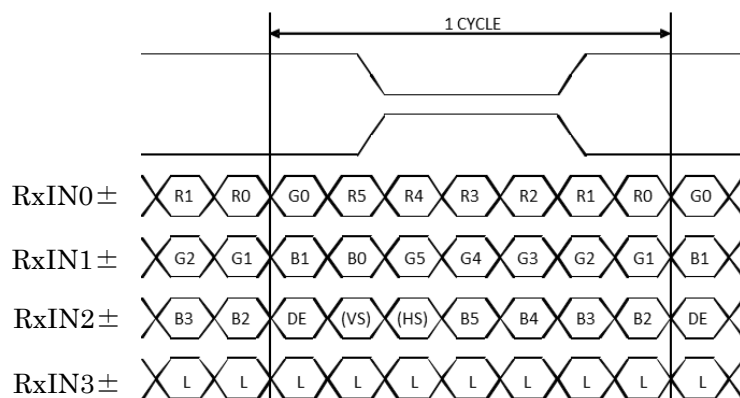 1 CYCLE
RxIN0± R1 R0 G0 R5 R4 R3 R2 R1 R0 G0
RxIN1± G2 G1 B1 B0 G5 G4 G3 G2 G1 B1
RxIN2± B3 B2 DE (VS) (HS) B5 B4 B3 B2 DE
RxIN3± L L L L L L L L L L